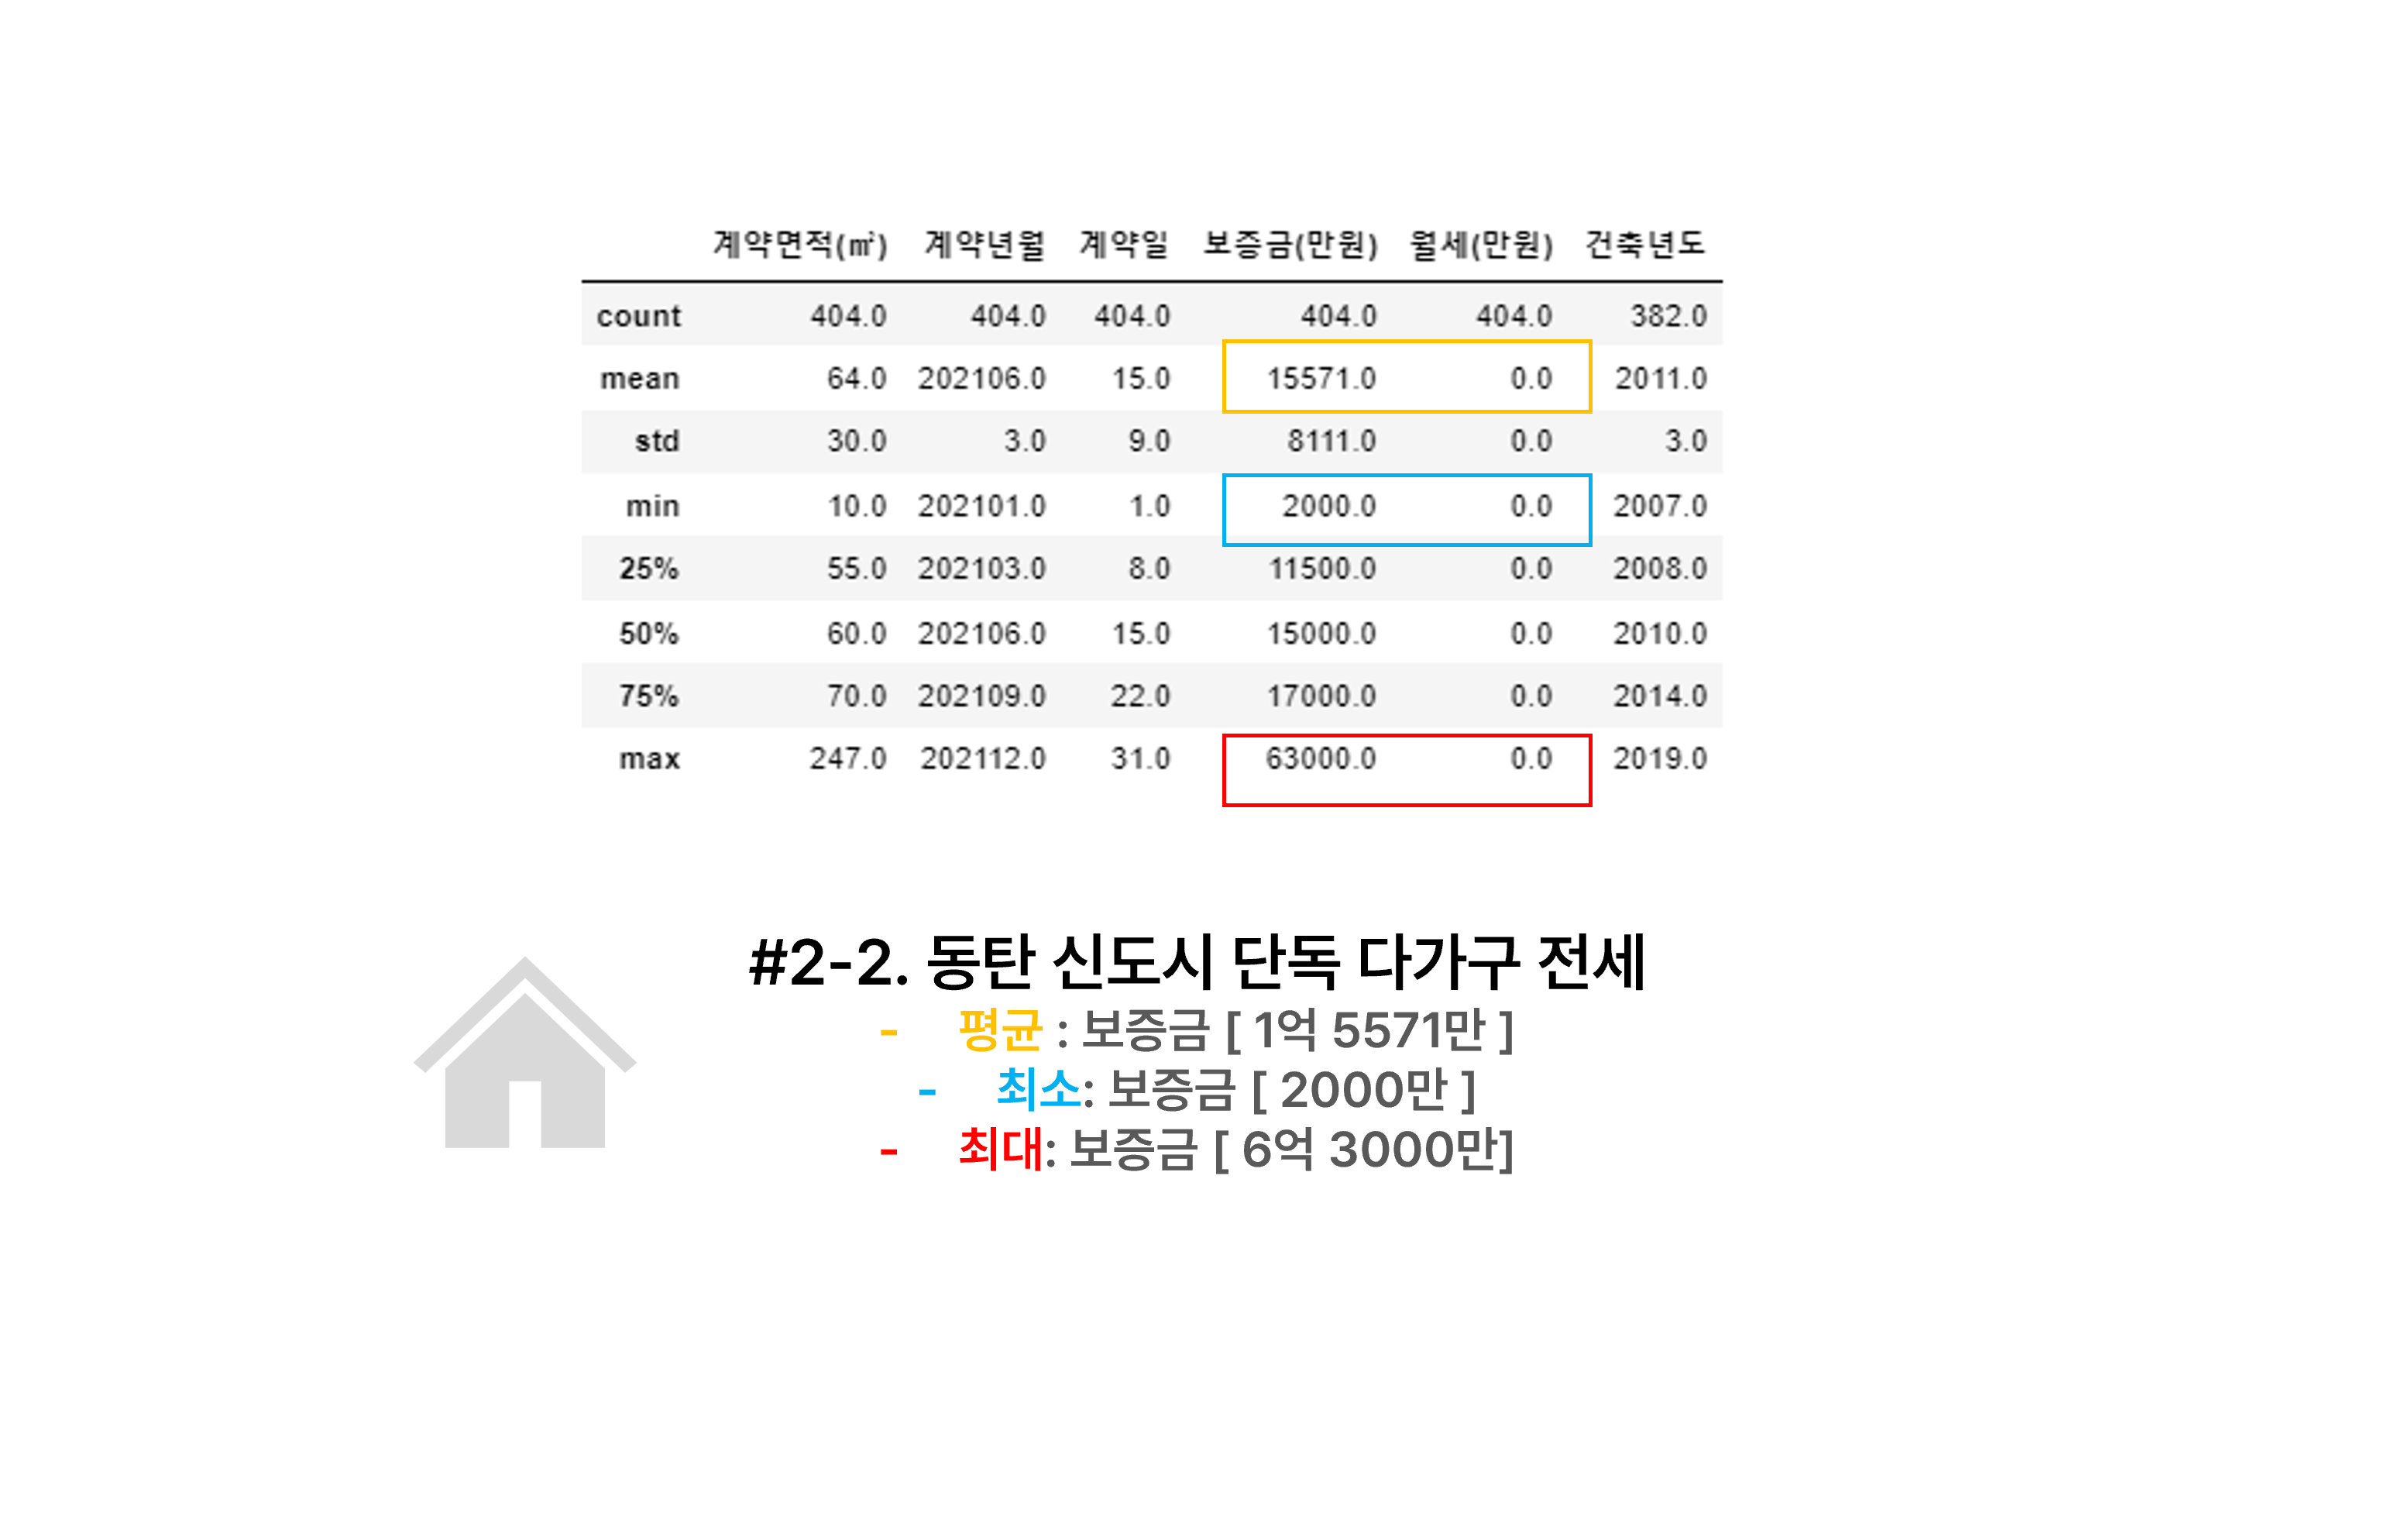 계약면적(㎡) 계약년월 계약일 보증금(만원) 월세(만원) 건축년도
count 404.0 404.0 404.0 404.0 404.0 382.0
mean 64.0 202106.0 15.0 15571.0 0.0 2011.0
std 30.0 3.0 9.0 8111.0 0.0 3.0
min 10.0 202101.0 1.0 2000.0 0.0 2007.0
25% 55.0 202103.0 8.0 11500.0 0.0 2008.0
50% 60.0 202106.0 15.0 15000.0 0.0 2010.0
75% 70.0 202109.0 22.0 17000.0 0.0 2014.0
max 247.0 202112.0 31.0 63000.0 0.0 2019.0
#2-2. 동탄 신도시 단독 다가구 전세
- 평균 : 보증금 [ 1억 5571만 ]
- 최소: 보증금 [ 2000만 ]
- 최대: 보증금 [ 6억 3000만]